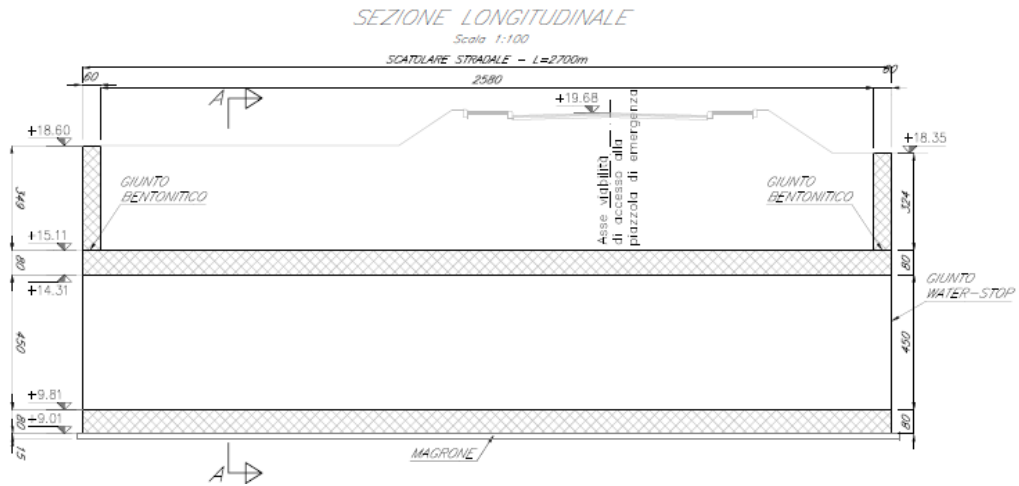 SEZIONE LONGITUDINALE
Scala 1:100
SCATOLARE STRADALE - L=2700m
60
2580
60
A
+19.68
+18.60
+18.35
Asse viabilità
di accesso alla
piazzola di emergenza
GIUNTO
BENTONITICO
GIUNTO
BENTONITICO
349
324
+15.11
80
80
+14.31
GIUNTO
WATER-STOP
450
450
+9.81
80
+9.01
80
15
MAGRONE
A